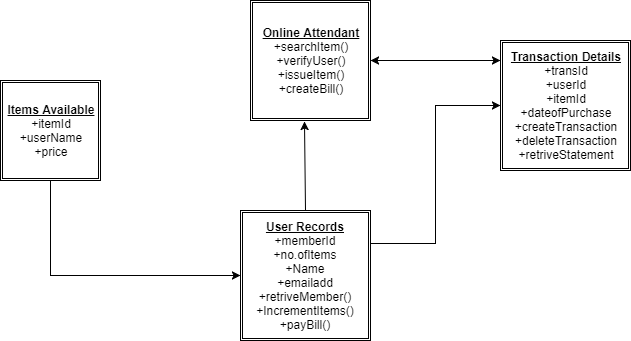 Online Attendant
+searchItem()
+verifyUser()
+issueItem()
+createBill()
Transaction Details
+transId
+userId
+itemId
+dateofPurchase
+createTransaction
+deleteTransaction
+retriveStatement
Items Available
+itemId
+userName
+price
User Records
+memberId
+no.ofItems
+Name
+emailadd
+retriveMember()
+IncrementItems()
+payBill()